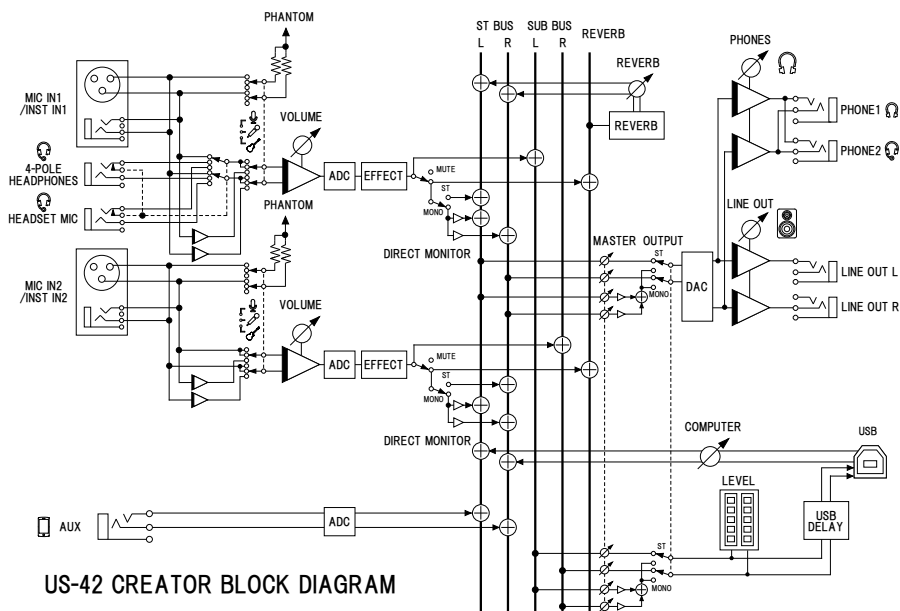 PHANTOM
ST BUS
SUB BUS
REVERB
L
R
L
R
PHONES
REVERB
REVERB
MIC IN1
/INST IN1
VOLUME
PHONE1
4-POLE
HEADPHONES
ADC
EFFECT
MUTE
PHONE2
HEADSET MIC
ST
MONO
PHANTOM
LINE OUT
DIRECT MONITOR
MASTER OUTPUT
ST
MIC IN2
/INST IN2
DAC
LINE OUT L
MONO
LINE OUT R
VOLUME
ADC
EFFECT
MUTE
ST
MONO
DIRECT MONITOR
COMPUTER
USB
LEVEL
AUX
ADC
USB
DELAY
ST
MONO
US-42 CREATOR BLOCK DIAGRAM